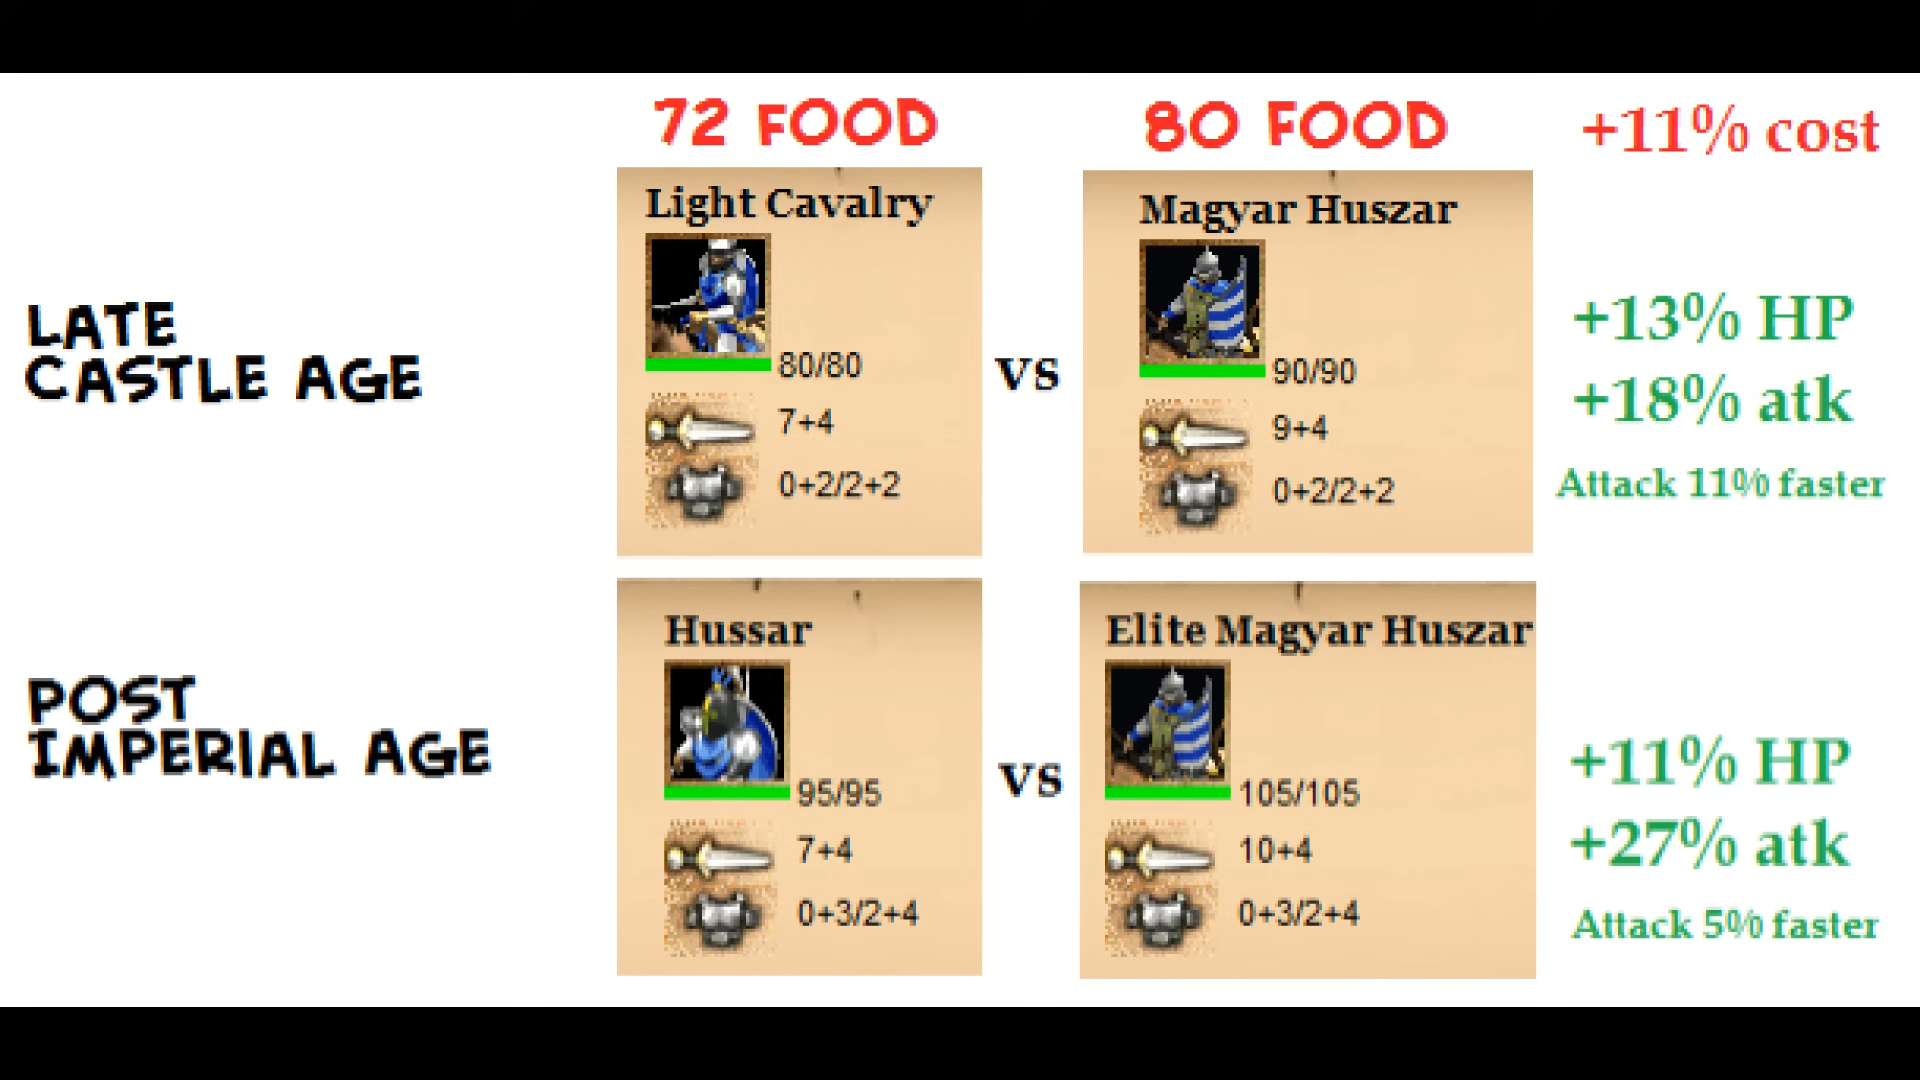 72 FOOD
80 FOOD
+11% cost
LATE
CASTLE AGE
Light Cavalry
80/80
7+4
0+2/2+2
vs
Magyar Huszar
90/90
9+4
0+2/2+2
+13% HP
+18% atk
Attack 11% faster
POST
IMPERIAL AGE
Hussar
95/95
7+4
0+3/2+4
vs
Elite Magyar Huszar
105/105
10+4
0+3/2+4
+11% HP
+27% atk
Attack 5% faster